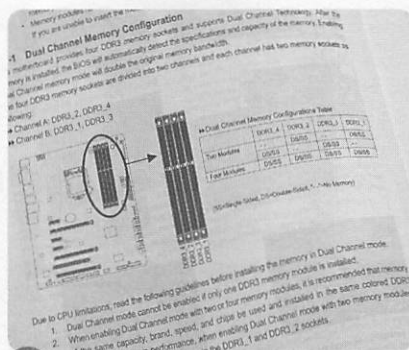 Memory modules
If you are unable to insert the
-1 Dual Channel Memory Configuration
motherboard provides four DDR3 memory sockets and supports Dual Channel Technology. After the
memory is installed, the BIOS will automatically detect the specifications and capacity of the memory. Enabling
Dual Channel memory mode will double the original memory bandwidth.
four DDR3 memory sockets are divided into two channels and each channel has two memory sockets as
following:
Channel A: DDR3_2, DDR3_4
Channel B: DDR3_1, DDR3_3
Dual Channel Memory Configurations Table
DDR3_4 DDR3_2 DDR3_3 DDR3_1
Two Modules - - DS/SS - - DS/SS
DS/SS - - DS/SS - -
Four Modules DS/SS DS/SS DS/SS DS/SS
(SS=Single-Sided, DS=Double-Sided, "- -"=No Memory)
DDR3_4
DDR3_2
DDR3_3
DDR3_1
Due to CPU limitations, read the following guidelines before installing the memory in Dual Channel mode.
1. Dual Channel mode cannot be enabled if only one DDR3 memory module is installed.
2. When enabling Dual Channel mode with two or four memory modules, it is recommended that memory
of the same capacity, brand, speed, and chips be used and installed in the same colored DDR3
performance, when enabling Dual Channel mode with two memory modules
the DDR3_1 and DDR3_2 sockets